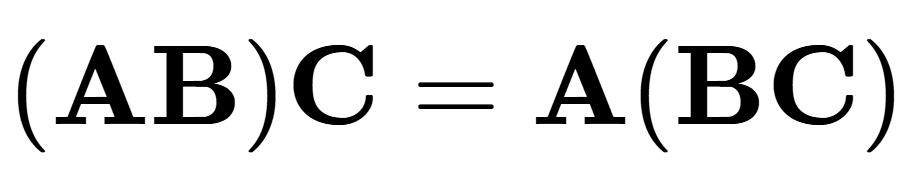 (AB)C = A(BC)